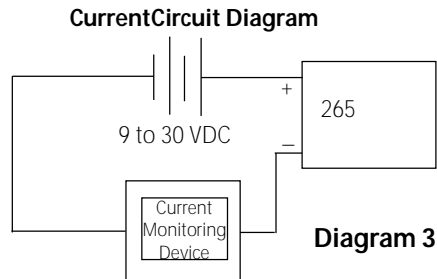 CurrentCircuit Diagram
+
265
9 to 30 VDC
–
Current
Monitoring
Device
Diagram 3